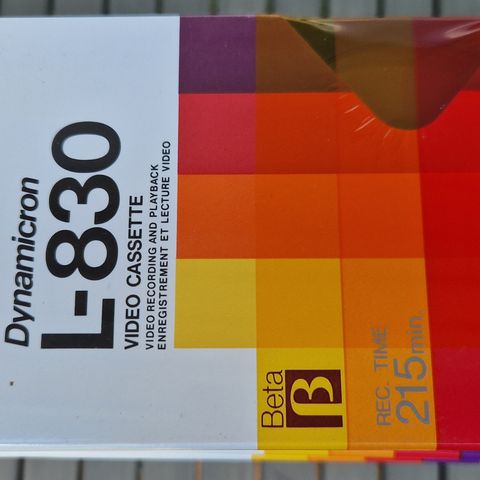 Dynamicron
L-830
VIDEO CASSETTE
VIDEO RECORDING AND PLAYBACK
ENREGISTREMENT ET LECTURE VIDEO
Beta
β
REC. TIME
215min.